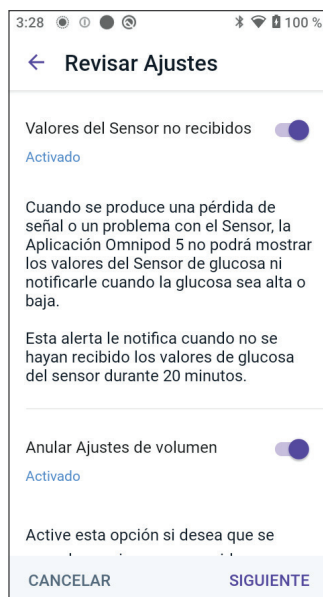 3:28 100 %
Revisar Ajustes
Valores del Sensor no recibidos
Activado
Cuando se produce una pérdida de
señal o un problema con el Sensor, la
Aplicación Omnipod 5 no podrá mostrar
los valores del Sensor de glucosa ni
notificarle cuando la glucosa sea alta o
baja.
Esta alerta le notifica cuando no se
hayan recibido los valores de glucosa
del sensor durante 20 minutos.
Anular Ajustes de volumen
Activado
Active esta opción si desea que se
CANCELAR SIGUIENTE